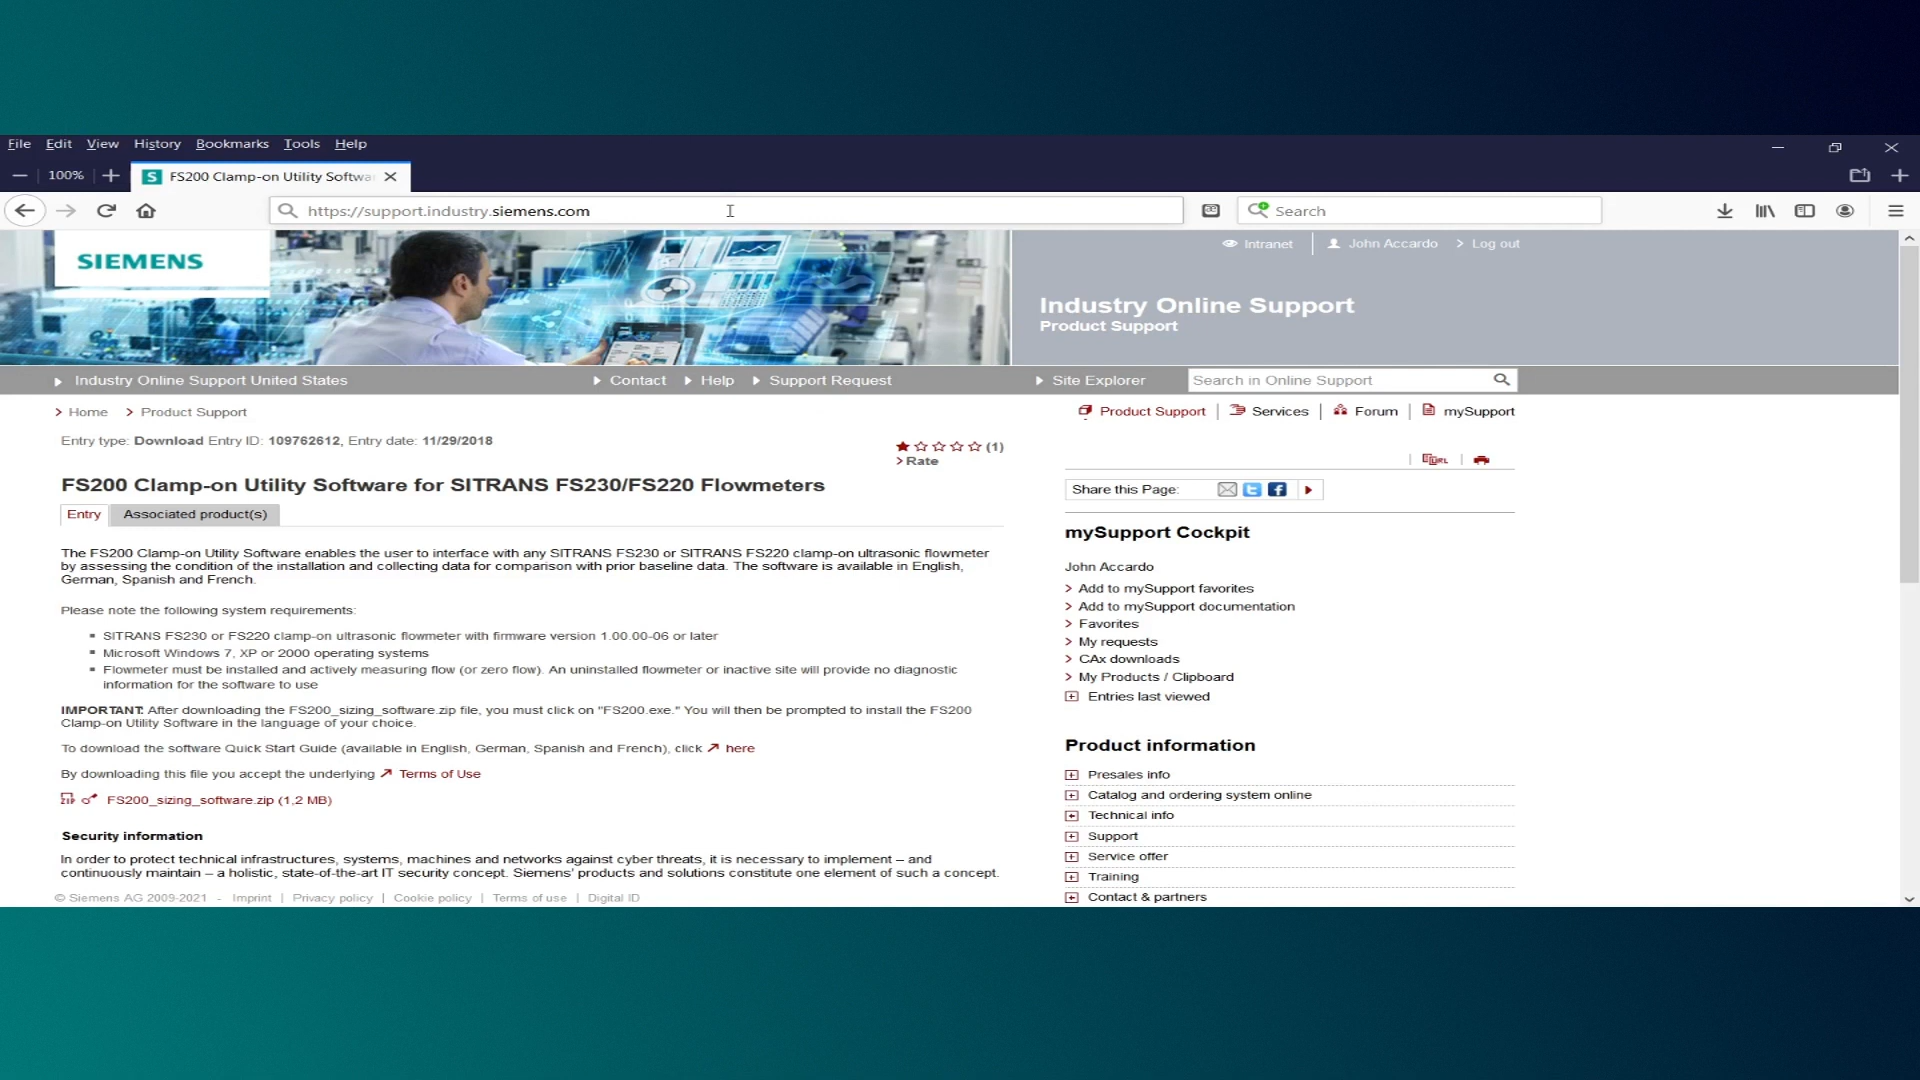 File Edit View History Bookmarks Tools Help
100% FS200 Clamp-on Utility Softwa
https://support.industry.siemens.com Search
SIEMENS
Intranet John Accardo > Log out
Industry Online Support
Product Support
Industry Online Support United States Contact Help Support Request Site Explorer Search in Online Support
> Home > Product Support Product Support | Services | Forum | mySupport
Entry type: Download Entry ID: 109762612, Entry date: 11/29/2018
(1)
> Rate
URL
FS200 Clamp-on Utility Software for SITRANS FS230/FS220 Flowmeters
Entry Associated product(s)
The FS200 Clamp-on Utility Software enables the user to interface with any SITRANS FS230 or SITRANS FS220 clamp-on ultrasonic flowmeter
by assessing the condition of the installation and collecting data for comparison with prior baseline data. The software is available in English,
German, Spanish and French.
Please note the following system requirements:
SITRANS FS230 or FS220 clamp-on ultrasonic flowmeter with firmware version 1.00.00-06 or later
Microsoft Windows 7, XP or 2000 operating systems
Flowmeter must be installed and actively measuring flow (or zero flow). An uninstalled flowmeter or inactive site will provide no diagnostic
information for the software to use
IMPORTANT: After downloading the FS200_sizing_software.zip file, you must click on "FS200.exe." You will then be prompted to install the FS200
Clamp-on Utility Software in the language of your choice.
To download the software Quick Start Guide (available in English, German, Spanish and French), click here
By downloading this file you accept the underlying Terms of Use
ZIP FS200_sizing_software.zip (1,2 MB)
Security information
In order to protect technical infrastructures, systems, machines and networks against cyber threats, it is necessary to implement – and
continuously maintain – a holistic, state-of-the-art IT security concept. Siemens' products and solutions constitute one element of such a concept.
© Siemens AG 2009-2021 - Imprint | Privacy policy | Cookie policy | Terms of use | Digital ID
Share this Page:
mySupport Cockpit
John Accardo
> Add to mySupport favorites
> Add to mySupport documentation
> Favorites
> My requests
> CAx downloads
> My Products / Clipboard
Entries last viewed
Product information
Presales info
Catalog and ordering system online
Technical info
Support
Service offer
Training
Contact & partners